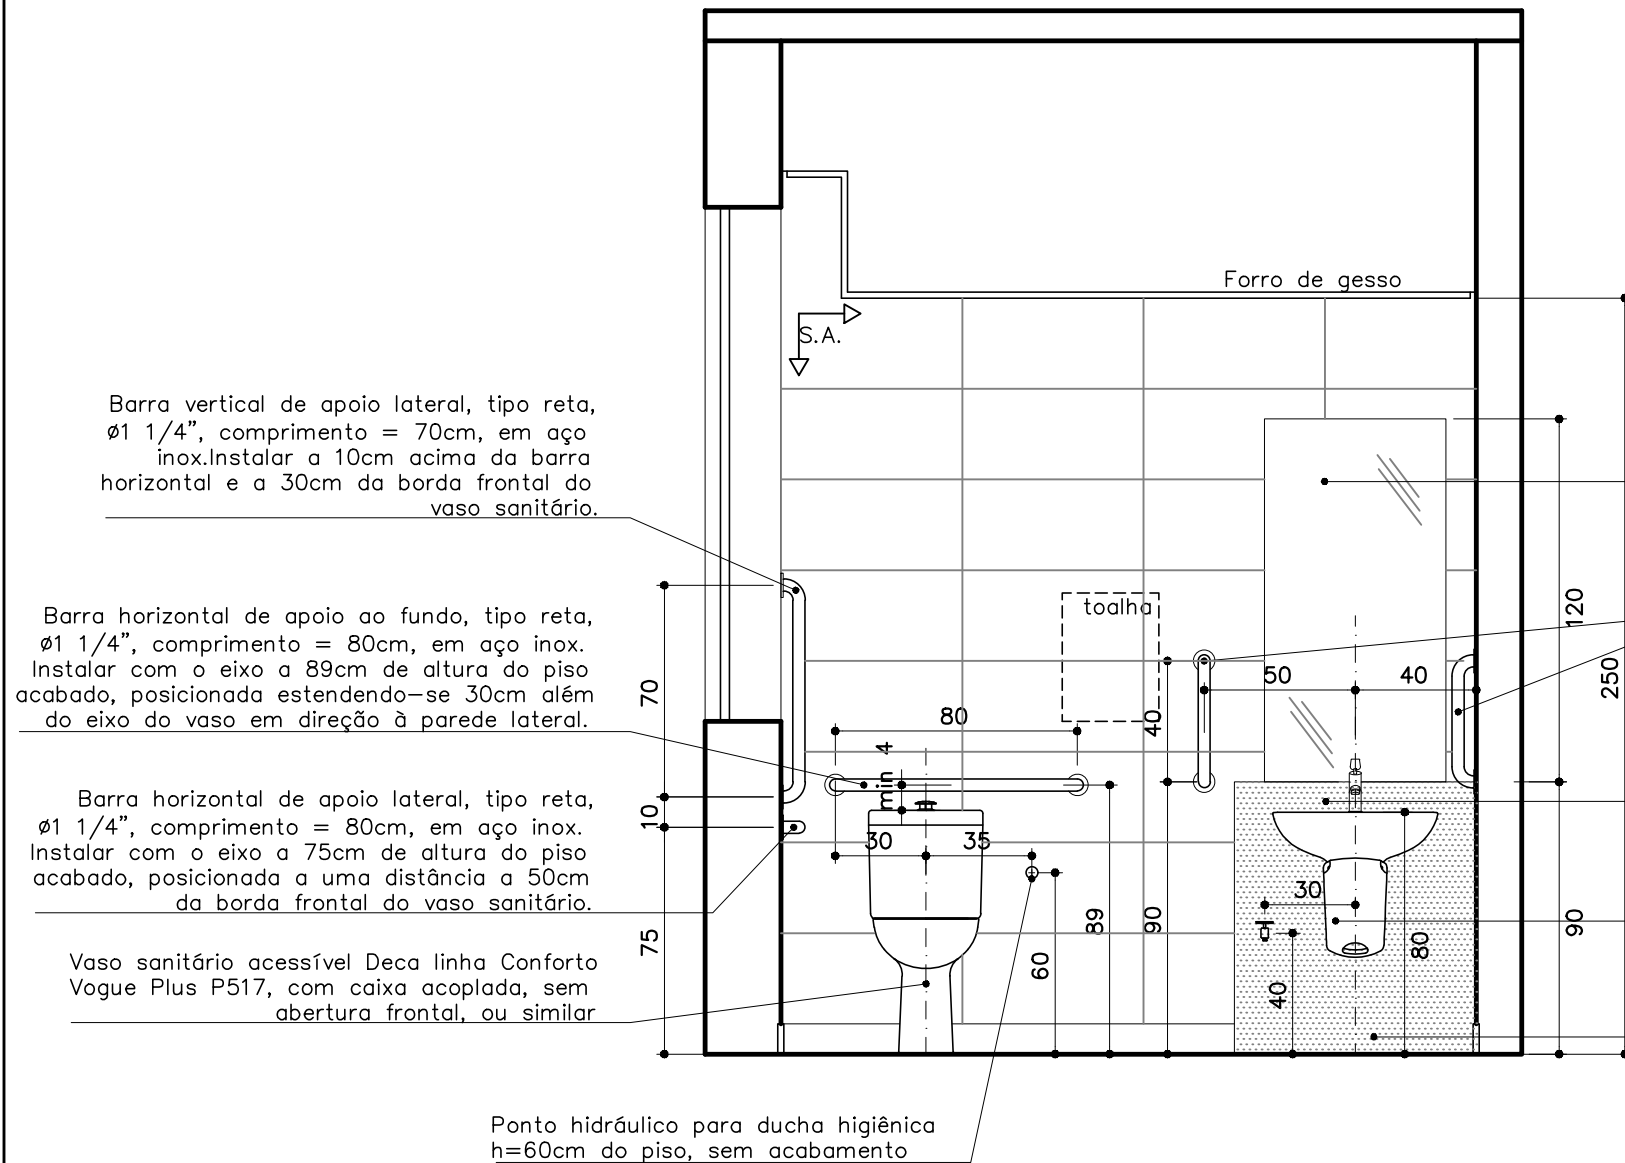 Forro de gesso
S.A.
Barra vertical de apoio lateral, tipo reta,
ø1 1/4", comprimento = 70cm, em aço
inox.Instalar a 10cm acima da barra
horizontal e a 30cm da borda frontal do
vaso sanitário.
Barra horizontal de apoio ao fundo, tipo reta,
ø1 1/4", comprimento = 80cm, em aço inox.
Instalar com o eixo a 89cm de altura do piso
acabado, posicionada estendendo-se 30cm além
do eixo do vaso em direção à parede lateral.
Barra horizontal de apoio lateral, tipo reta,
ø1 1/4", comprimento = 80cm, em aço inox.
Instalar com o eixo a 75cm de altura do piso
acabado, posicionada a uma distância a 50cm
da borda frontal do vaso sanitário.
Vaso sanitário acessível Deca linha Conforto
Vogue Plus P517, com caixa acoplada, sem
abertura frontal, ou similar
Ponto hidráulico para ducha higiênica
h=60cm do piso, sem acabamento
toalha
70
10
75
80
min 4
30
35
60
89
90
40
50
40
30
40
80
120
90
250